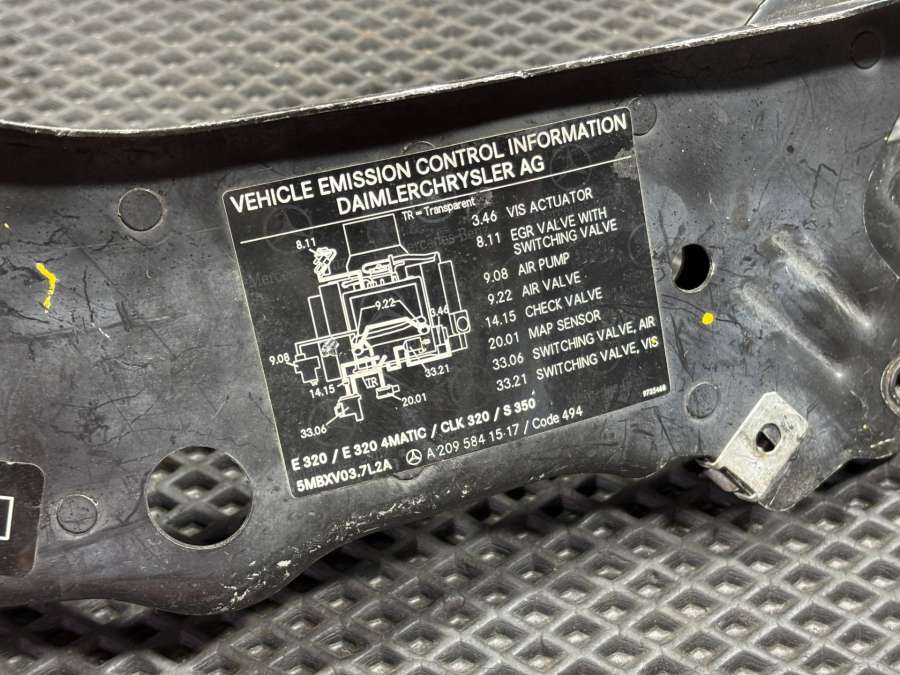 VEHICLE EMISSION CONTROL INFORMATION
DAIMLERCHRYSLER AG
TR = Transparent
8.11
9.22
3.46
9.08
14.15
TR
33.21
20.01
33.06
3.46 VIS ACTUATOR
8.11 EGR VALVE WITH
SWITCHING VALVE
9.08 AIR PUMP
9.22 AIR VALVE
14.15 CHECK VALVE
20.01 MAP SENSOR
33.06 SWITCHING VALVE, AIR
33.21 SWITCHING VALVE, VIS
E 320 / E 320 4MATIC / CLK 320 / S 350
5MBXV03.7L2A A 209 584 15-17 / Code 494